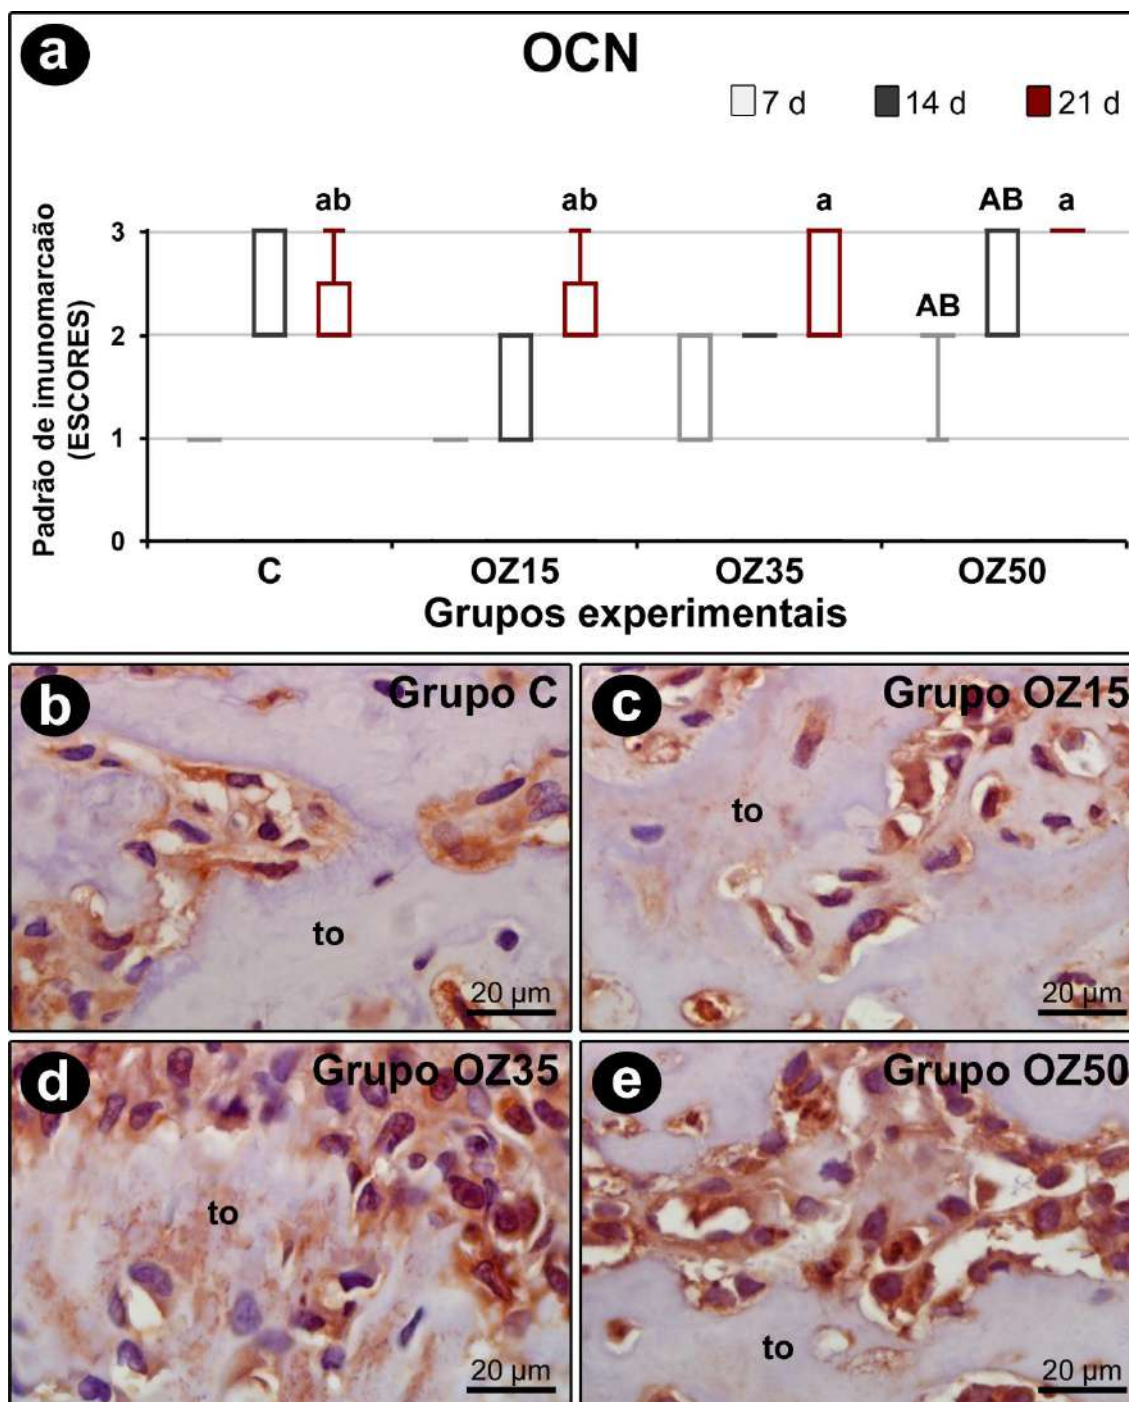 a
OCN
7 d 14 d 21 d
ab ab a AB a
AB
Padrão de imunomarcaão
(ESCORES)
3
2
1
0
C OZ15 OZ35 OZ50
Grupos experimentais
b Grupo C
to
20 µm
c Grupo OZ15
to
20 µm
d Grupo OZ35
to
20 µm
e Grupo OZ50
to
20 µm